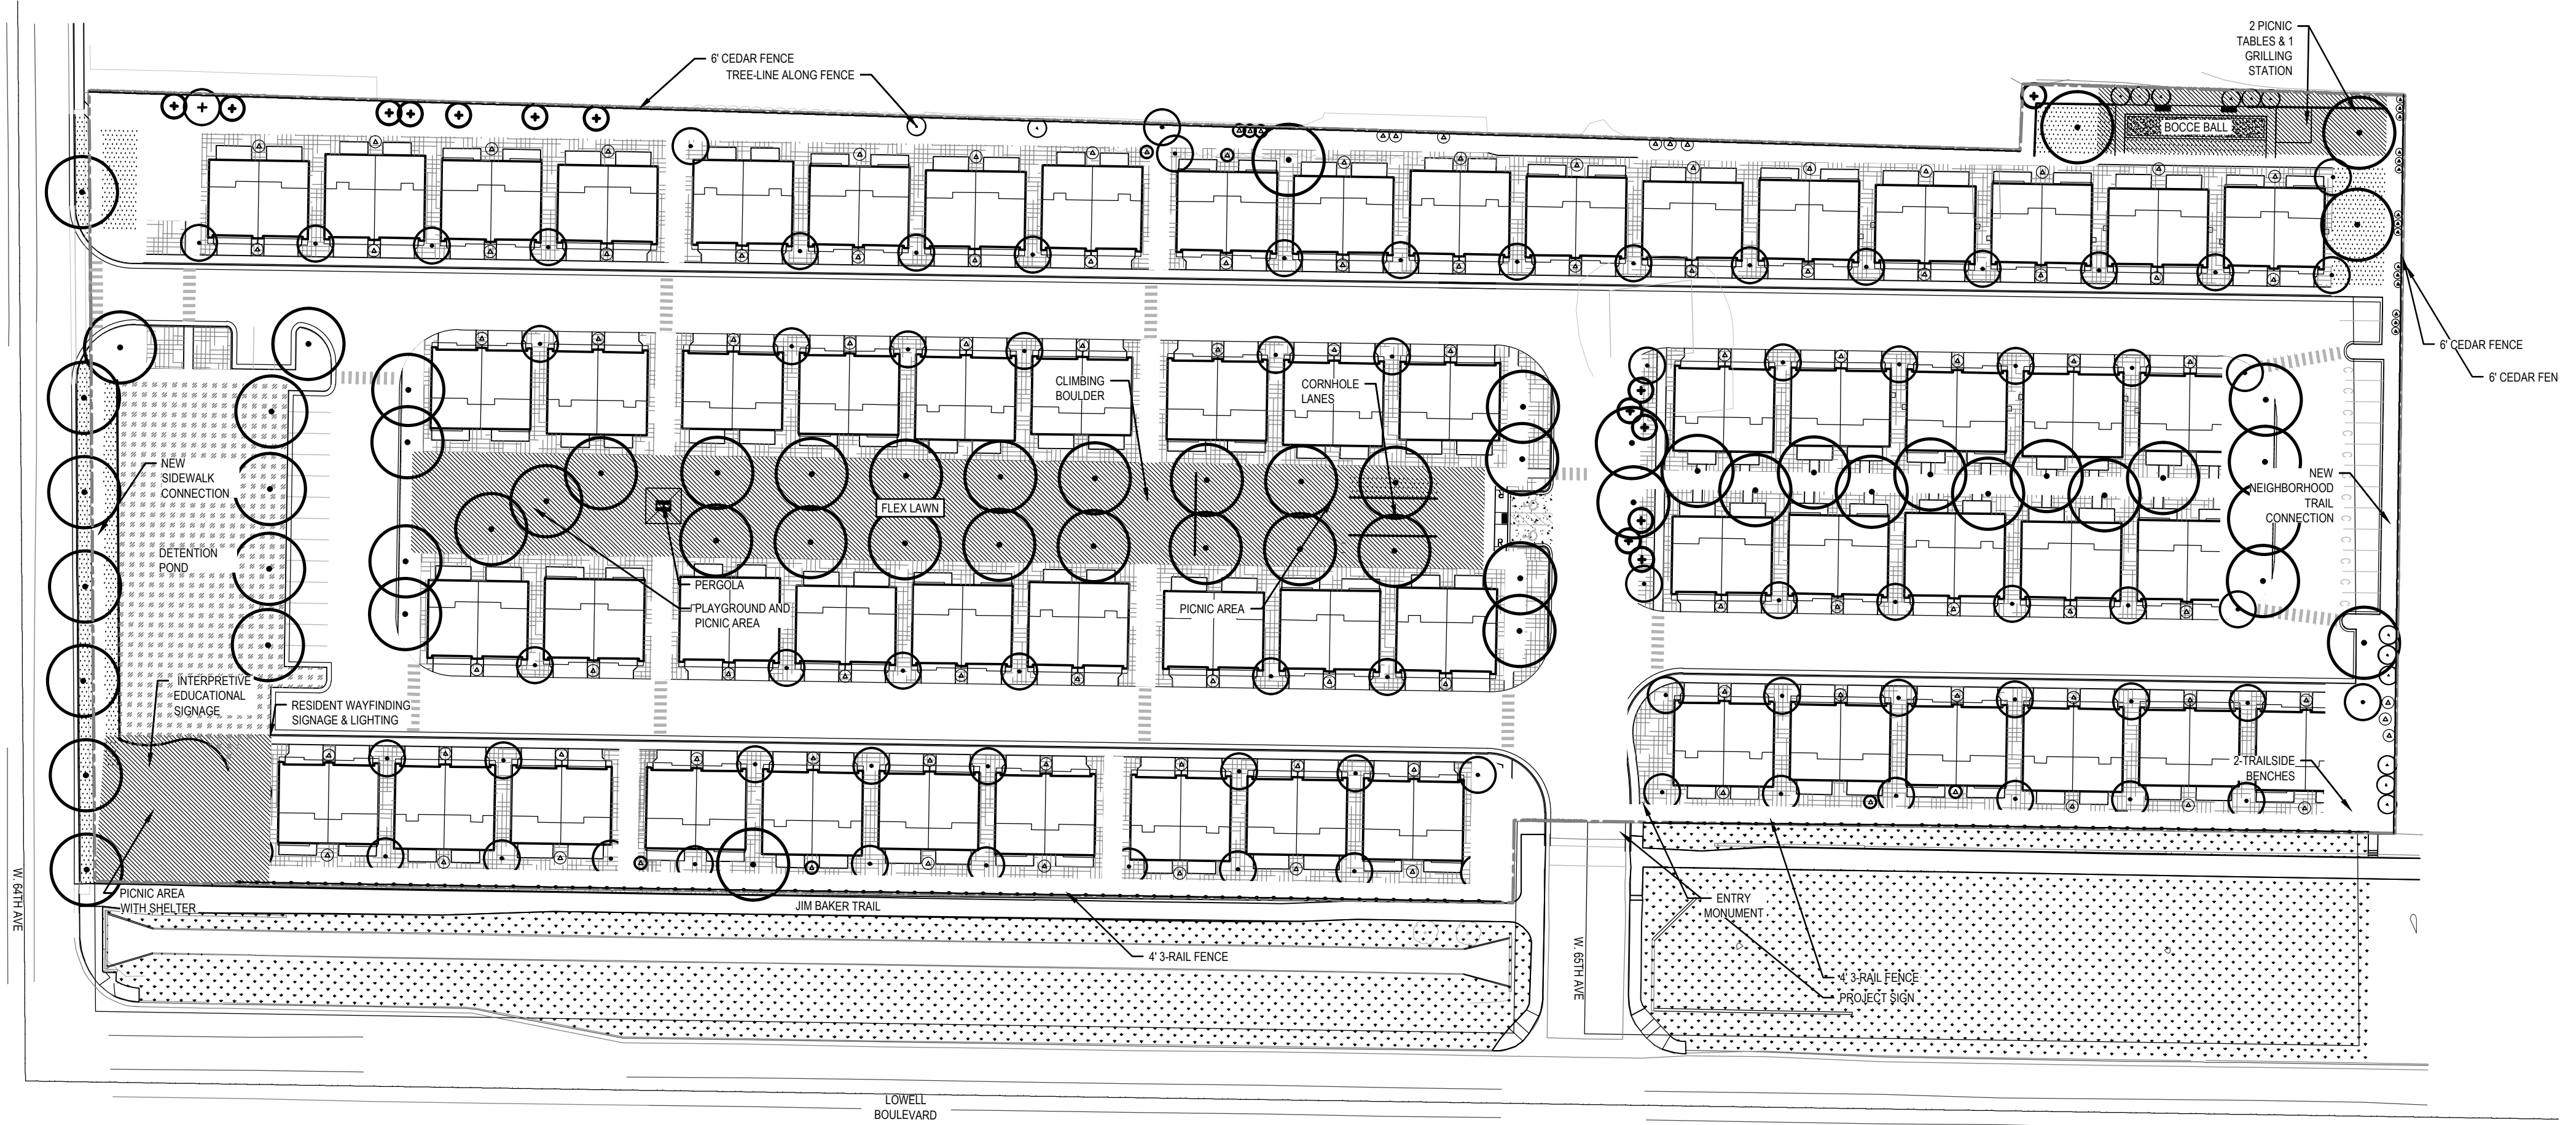 2 PICNIC
TABLES & 1
GRILLING
STATION
6' CEDAR FENCE
TREE-LINE ALONG FENCE
BOCCE BALL
6' CEDAR FENCE
6' CEDAR FEN
CLIMBING
BOULDER
CORNHOLE
LANES
NEW
SIDEWALK
CONNECTION
FLEX LAWN
NEW
NEIGHBORHOOD
TRAIL
CONNECTION
DETENTION
POND
PERGOLA
PLAYGROUND AND
PICNIC AREA
PICNIC AREA
INTERPRETIVE
EDUCATIONAL
SIGNAGE
RESIDENT WAYFINDING
SIGNAGE & LIGHTING
2-TRAILSIDE
BENCHES
W. 64TH AVE
PICNIC AREA
WITH SHELTER
JIM BAKER TRAIL
ENTRY
MONUMENT
4' 3-RAIL FENCE
W. 65TH AVE
4' 3-RAIL FENCE
PROJECT SIGN
LOWELL
BOULEVARD